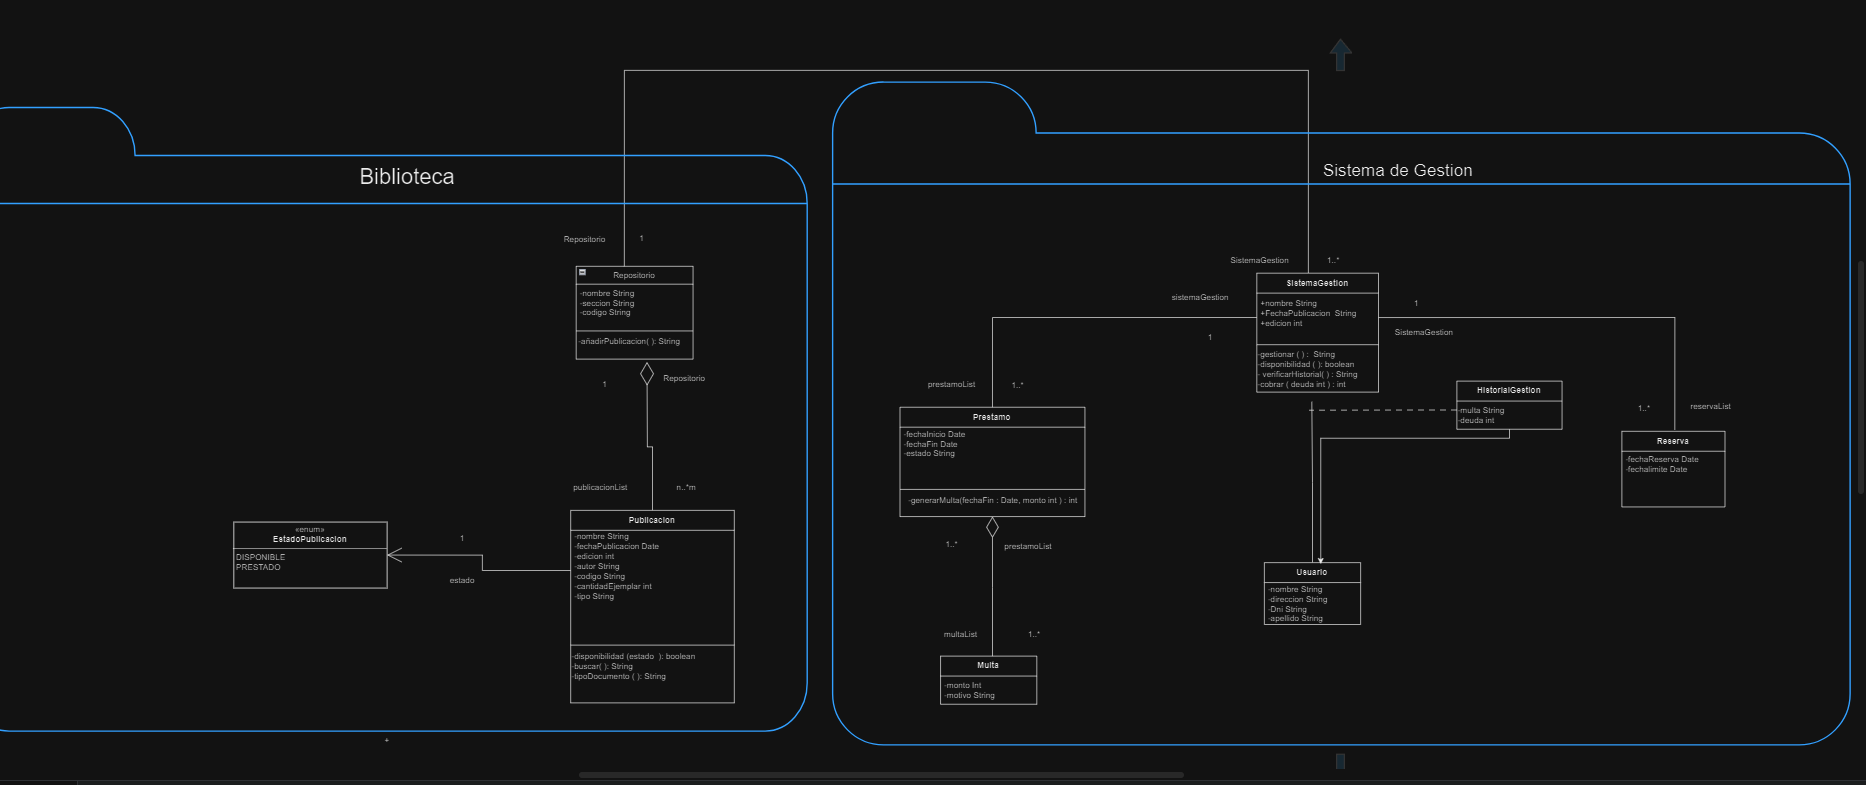 Biblioteca
Repositorio
1
Repositorio
-nombre String
-seccion String
-codigo String
-añadirPublicacion( ): String
1
Repositorio
publicacionList
n..*m
«enum»
EstadoPublicacion
DISPONIBLE
PRESTADO
1
estado
Publicacion
-nombre String
-fechaPublicacion Date
-edicion int
-autor String
-codigo String
-cantidadEjemplar int
-tipo String
-disponibilidad (estado  ): boolean
-buscar( ): String
-tipoDocumento ( ): String
+
Sistema de Gestion
SistemaGestion
1..*
SistemaGestion
+nombre String
+FechaPublicacion  String
+edicion int
-gestionar ( ) :  String
-disponibilidad ( ): boolean
- verificarHistorial( ) : String
-cobrar ( deuda int ) : int
sistemaGestion
1
1
SistemaGestion
prestamoList
1..*
Prestamo
-fechaInicio Date
-fechaFin Date
-estado String
-generarMulta(fechaFin : Date, monto int ) : int
1..*
prestamoList
multaList
1..*
Multa
-monto Int
-motivo String
HistorialGestion
-multa String
-deuda int
1..*
reservaList
Reserva
-fechaReserva Date
-fechalimite Date
Usuario
-nombre String
-direccion String
-Dni String
-apellido String